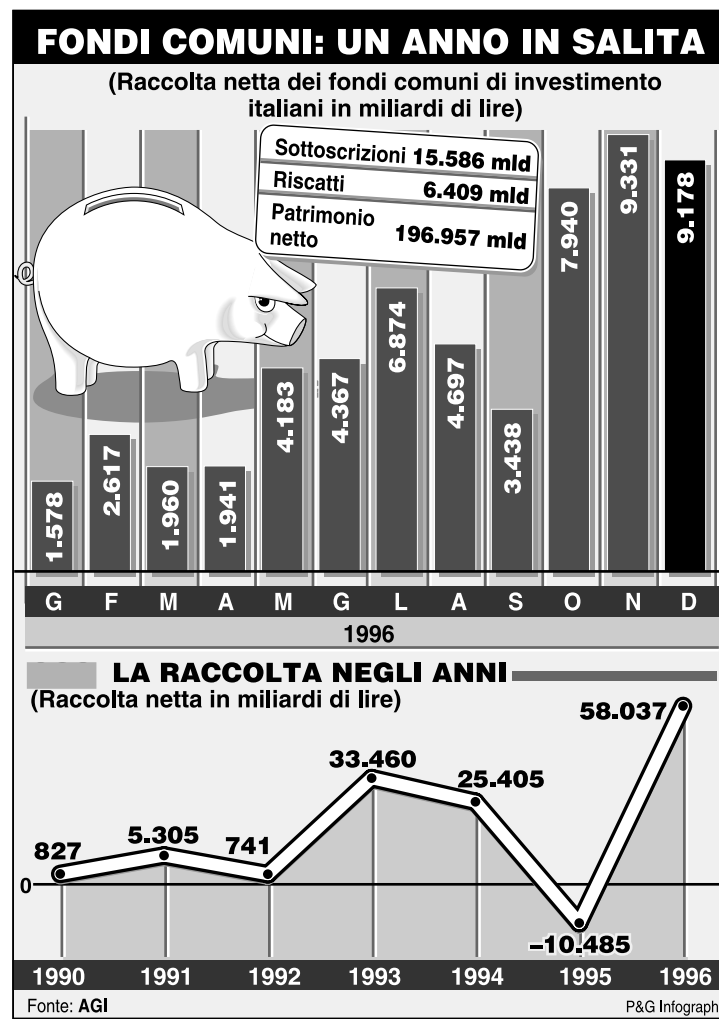 FONDI COMUNI: UN ANNO IN SALITA
(Raccolta netta dei fondi comuni di investimento
italiani in miliardi di lire)
Sottoscrizioni 15.586 mld
Riscatti 6.409 mld
Patrimonio
netto 196.957 mld
1.578
2.617
1.960
1.941
4.183
4.367
6.874
4.697
3.438
7.940
9.331
9.178
G F M A M G L A S O N D
1996
LA RACCOLTA NEGLI ANNI
(Raccolta netta in miliardi di lire)
827
5.305
741
33.460
25.405
–10.485
58.037
0
1990 1991 1992 1993 1994 1995 1996
Fonte: AGI
P&G Infograph